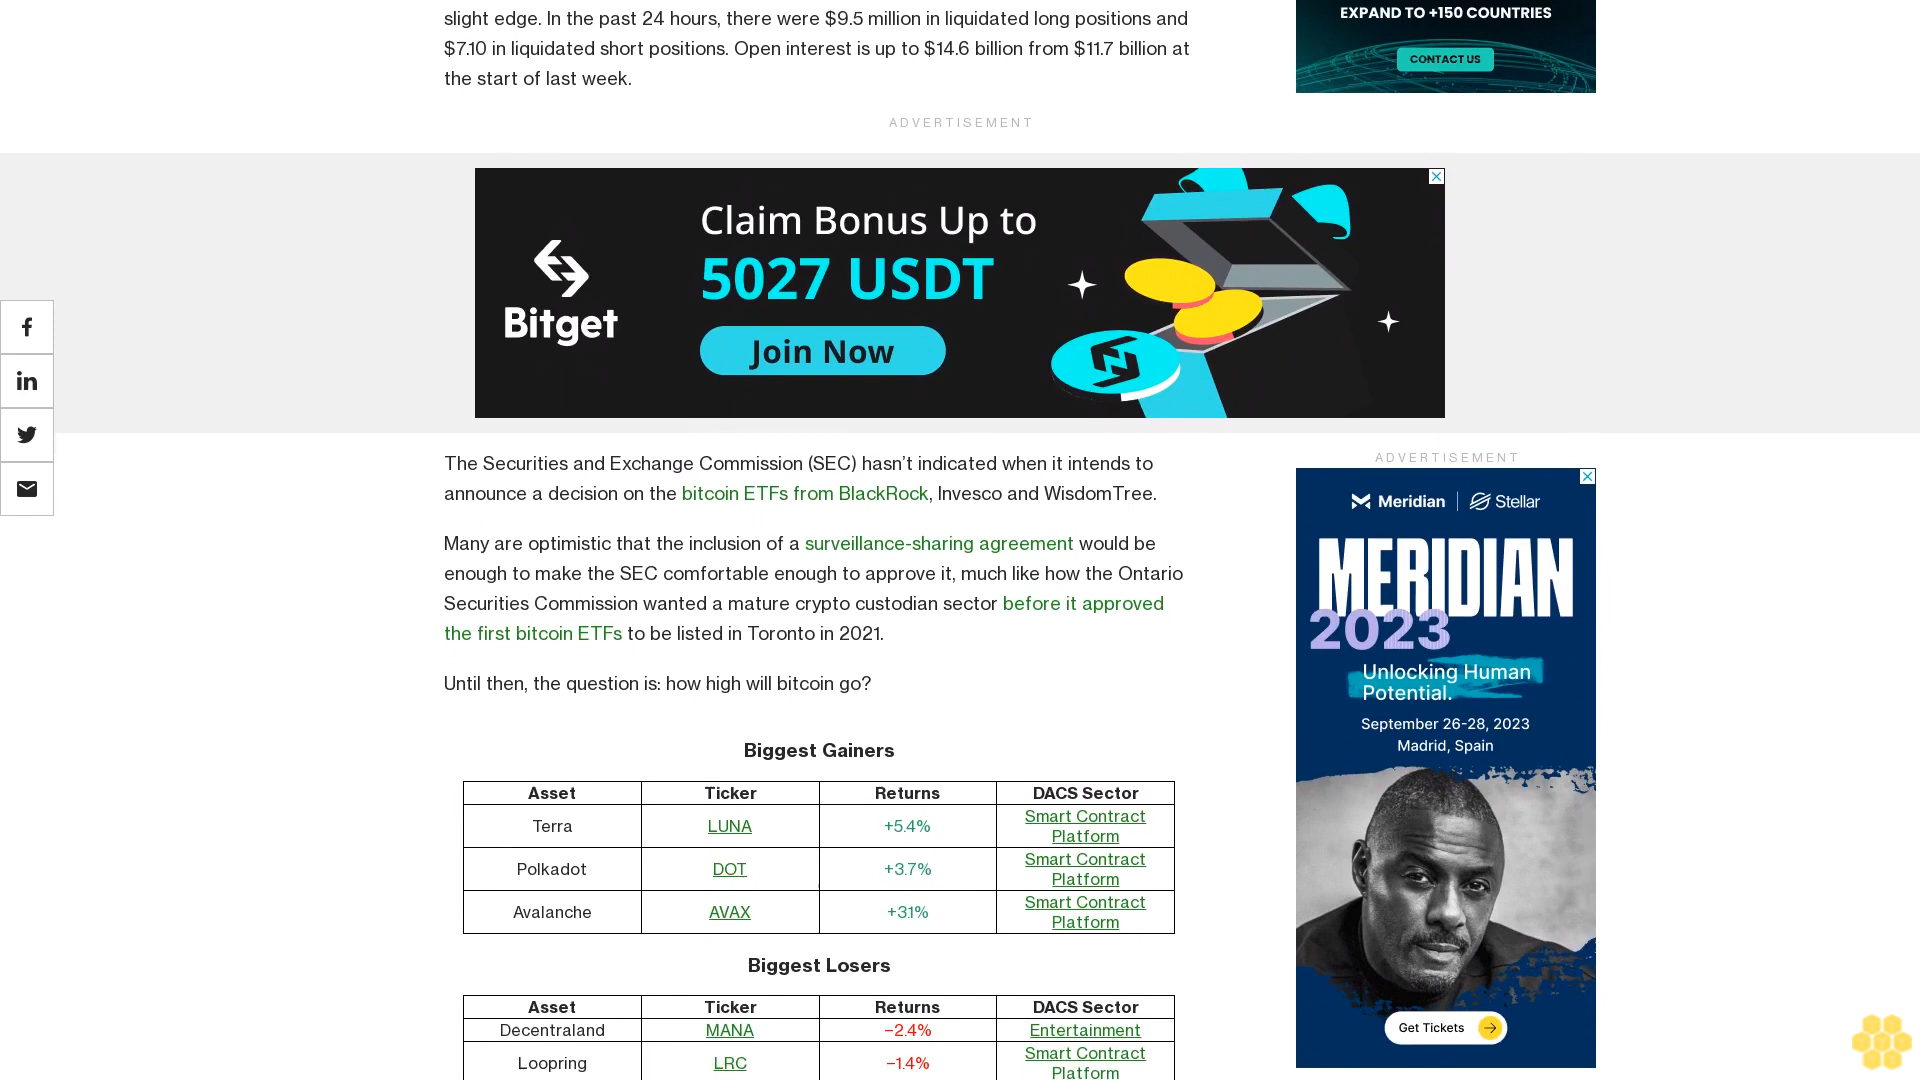 slight edge. In the past 24 hours, there were $9.5 million in liquidated long positions and
$7.10 in liquidated short positions. Open interest is up to $14.6 billion from $11.7 billion at
the start of last week.
EXPAND TO +150 COUNTRIES
CONTACT US
ADVERTISEMENT
Bitget
Claim Bonus Up to
5027 USDT
Join Now
The Securities and Exchange Commission (SEC) hasn’t indicated when it intends to
announce a decision on the bitcoin ETFs from BlackRock, Invesco and WisdomTree.
Many are optimistic that the inclusion of a surveillance-sharing agreement would be
enough to make the SEC comfortable enough to approve it, much like how the Ontario
Securities Commission wanted a mature crypto custodian sector before it approved
the first bitcoin ETFs to be listed in Toronto in 2021.
Until then, the question is: how high will bitcoin go?
Biggest Gainers
Asset Ticker Returns DACS Sector
Terra LUNA +5.4% Smart Contract
Platform
Polkadot DOT +3.7% Smart Contract
Platform
Avalanche AVAX +3.1% Smart Contract
Platform
Biggest Losers
Asset Ticker Returns DACS Sector
Decentraland MANA −2.4% Entertainment
Loopring LRC −1.4% Smart Contract
Platform
ADVERTISEMENT
Meridian | Stellar
MERIDIAN
2023
Unlocking Human
Potential.
September 26-28, 2023
Madrid, Spain
Get Tickets